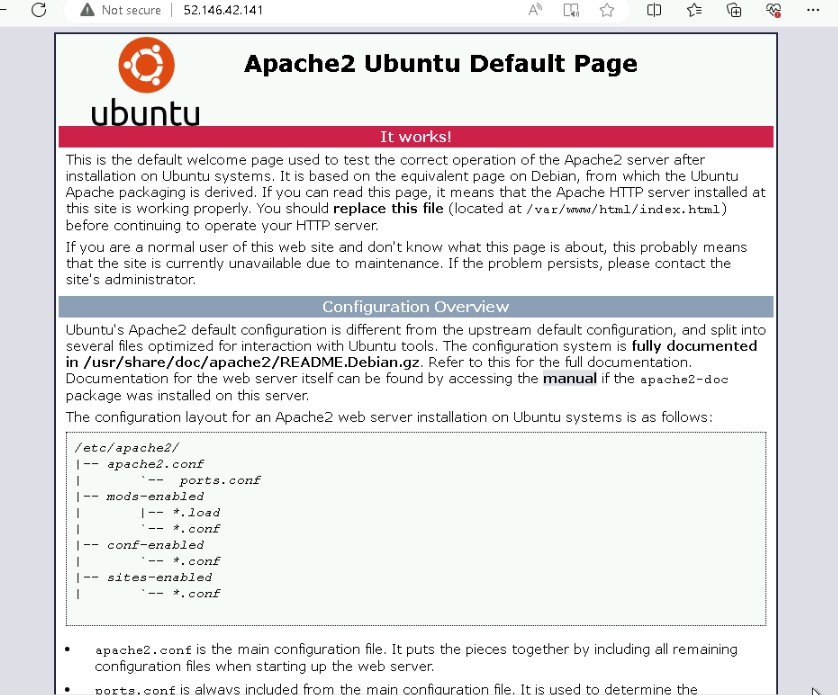 Not secure | 52.146.42.141
ubuntu
Apache2 Ubuntu Default Page
It works!
This is the default welcome page used to test the correct operation of the Apache2 server after
installation on Ubuntu systems. It is based on the equivalent page on Debian, from which the Ubuntu
Apache packaging is derived. If you can read this page, it means that the Apache HTTP server installed at
this site is working properly. You should replace this file (located at /var/www/html/index.html)
before continuing to operate your HTTP server.
If you are a normal user of this web site and don't know what this page is about, this probably means
that the site is currently unavailable due to maintenance. If the problem persists, please contact the
site's administrator.
Configuration Overview
Ubuntu's Apache2 default configuration is different from the upstream default configuration, and split into
several files optimized for interaction with Ubuntu tools. The configuration system is fully documented
in /usr/share/doc/apache2/README.Debian.gz. Refer to this for the full documentation.
Documentation for the web server itself can be found by accessing the manual if the apache2-doc
package was installed on this server.
The configuration layout for an Apache2 web server installation on Ubuntu systems is as follows:
/etc/apache2/
|-- apache2.conf
|       `--  ports.conf
|-- mods-enabled
|       |-- *.load
|       `-- *.conf
|-- conf-enabled
|       `-- *.conf
|-- sites-enabled
|       `-- *.conf
• apache2.conf is the main configuration file. It puts the pieces together by including all remaining
configuration files when starting up the web server.
• ports.conf is always included from the main configuration file. It is used to determine the